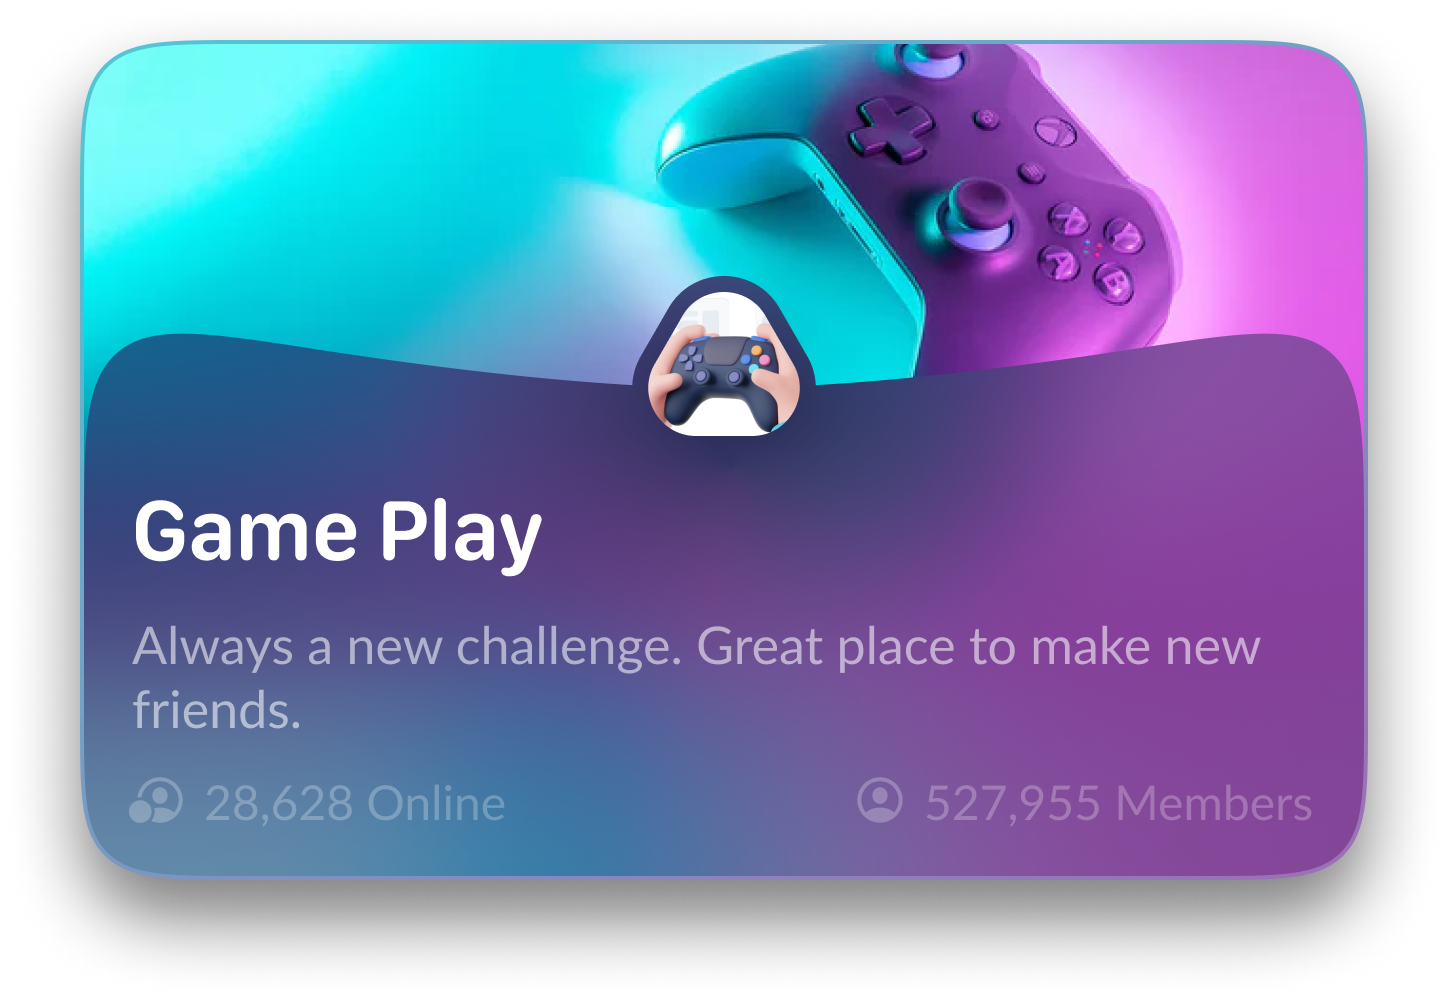 Game Play
Always a new challenge. Great place to make new
friends.
28,628 Online
527,955 Members